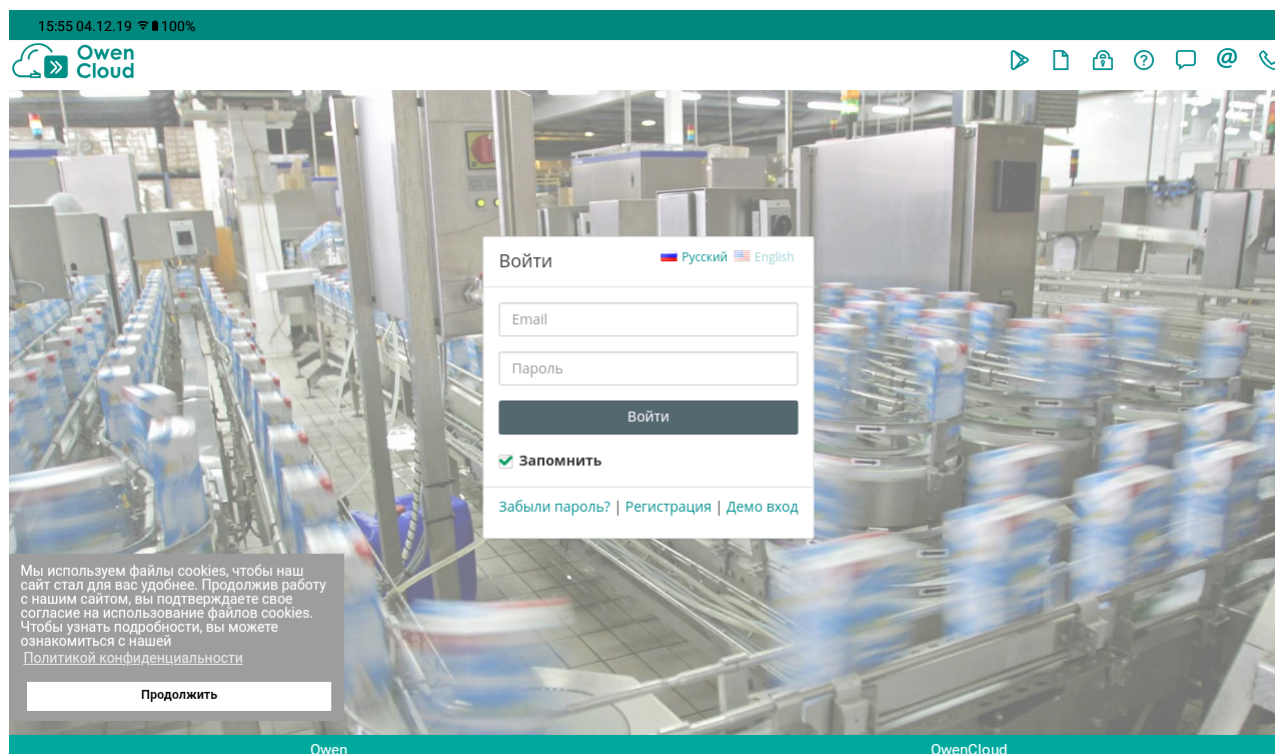 15:55 04.12.19 100%
Owen
Cloud
Войти
Русский English
Email
Пароль
Войти
Запомнить
Забыли пароль? | Регистрация | Демо вход
Мы используем файлы cookies, чтобы наш
сайт стал для вас удобнее. Продолжив работу
с нашим сайтом, вы подтверждаете свое
согласие на использование файлов cookies.
Чтобы узнать подробности, вы можете
ознакомиться с нашей
Политикой конфиденциальности
Продолжить
Owen OwenCloud